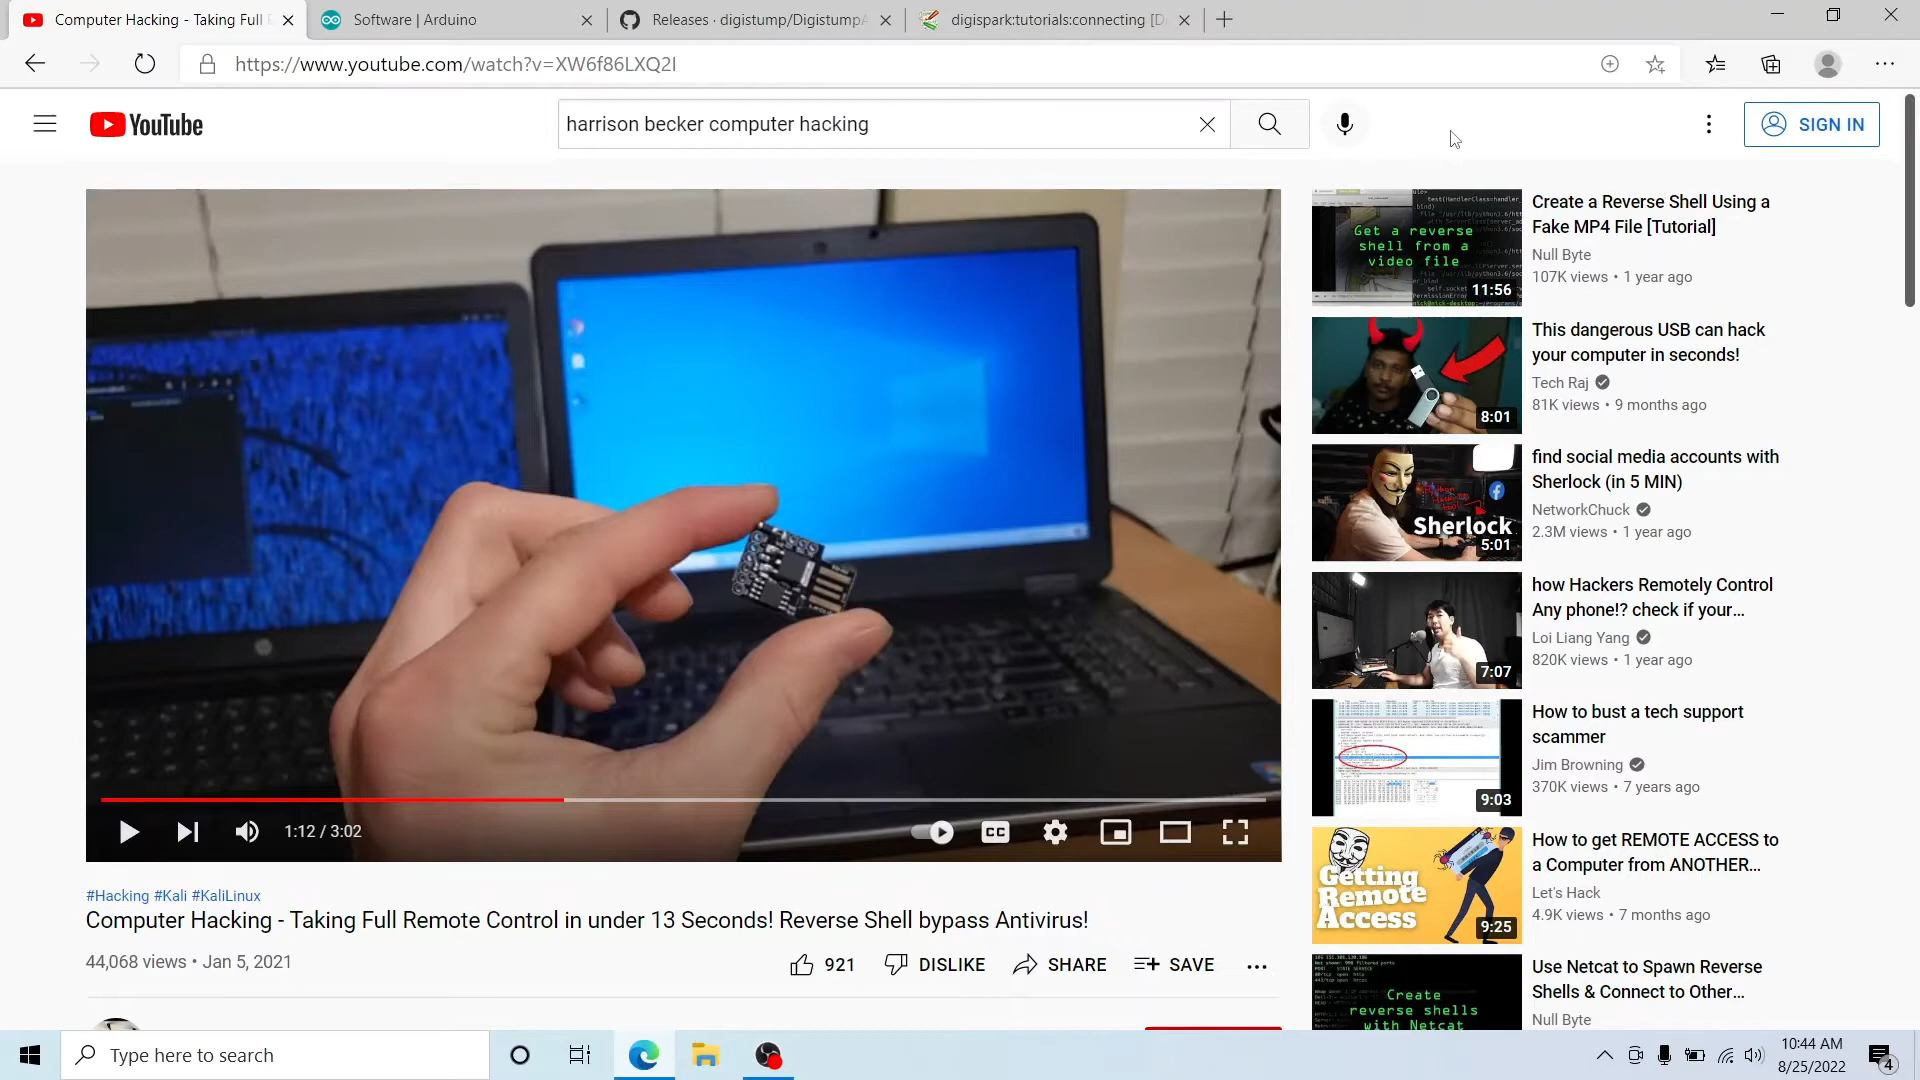 Computer Hacking - Taking Full
Software | Arduino
Releases · digistump/Digistump
digispark:tutorials:connecting [D
https://www.youtube.com/watch?v=XW6f86LXQ2I
YouTube
harrison becker computer hacking
SIGN IN
1:12 / 3:02
CC
#Hacking #Kali #KaliLinux
Computer Hacking - Taking Full Remote Control in under 13 Seconds! Reverse Shell bypass Antivirus!
44,068 views • Jan 5, 2021
921
DISLIKE
SHARE
SAVE
Get a reverse
shell from a
video file
11:56
Create a Reverse Shell Using a
Fake MP4 File [Tutorial]
Null Byte
107K views • 1 year ago
8:01
This dangerous USB can hack
your computer in seconds!
Tech Raj
81K views • 9 months ago
Sherlock
5:01
find social media accounts with
Sherlock (in 5 MIN)
NetworkChuck
2.3M views • 1 year ago
7:07
how Hackers Remotely Control
Any phone!? check if your...
Loi Liang Yang
820K views • 1 year ago
9:03
How to bust a tech support
scammer
Jim Browning
370K views • 7 years ago
Getting
Remote
Access
9:25
How to get REMOTE ACCESS to
a Computer from ANOTHER...
Let's Hack
4.9K views • 7 months ago
Create
reverse shells
with Netcat
Use Netcat to Spawn Reverse
Shells & Connect to Other...
Null Byte
Type here to search
10:44 AM
8/25/2022
4